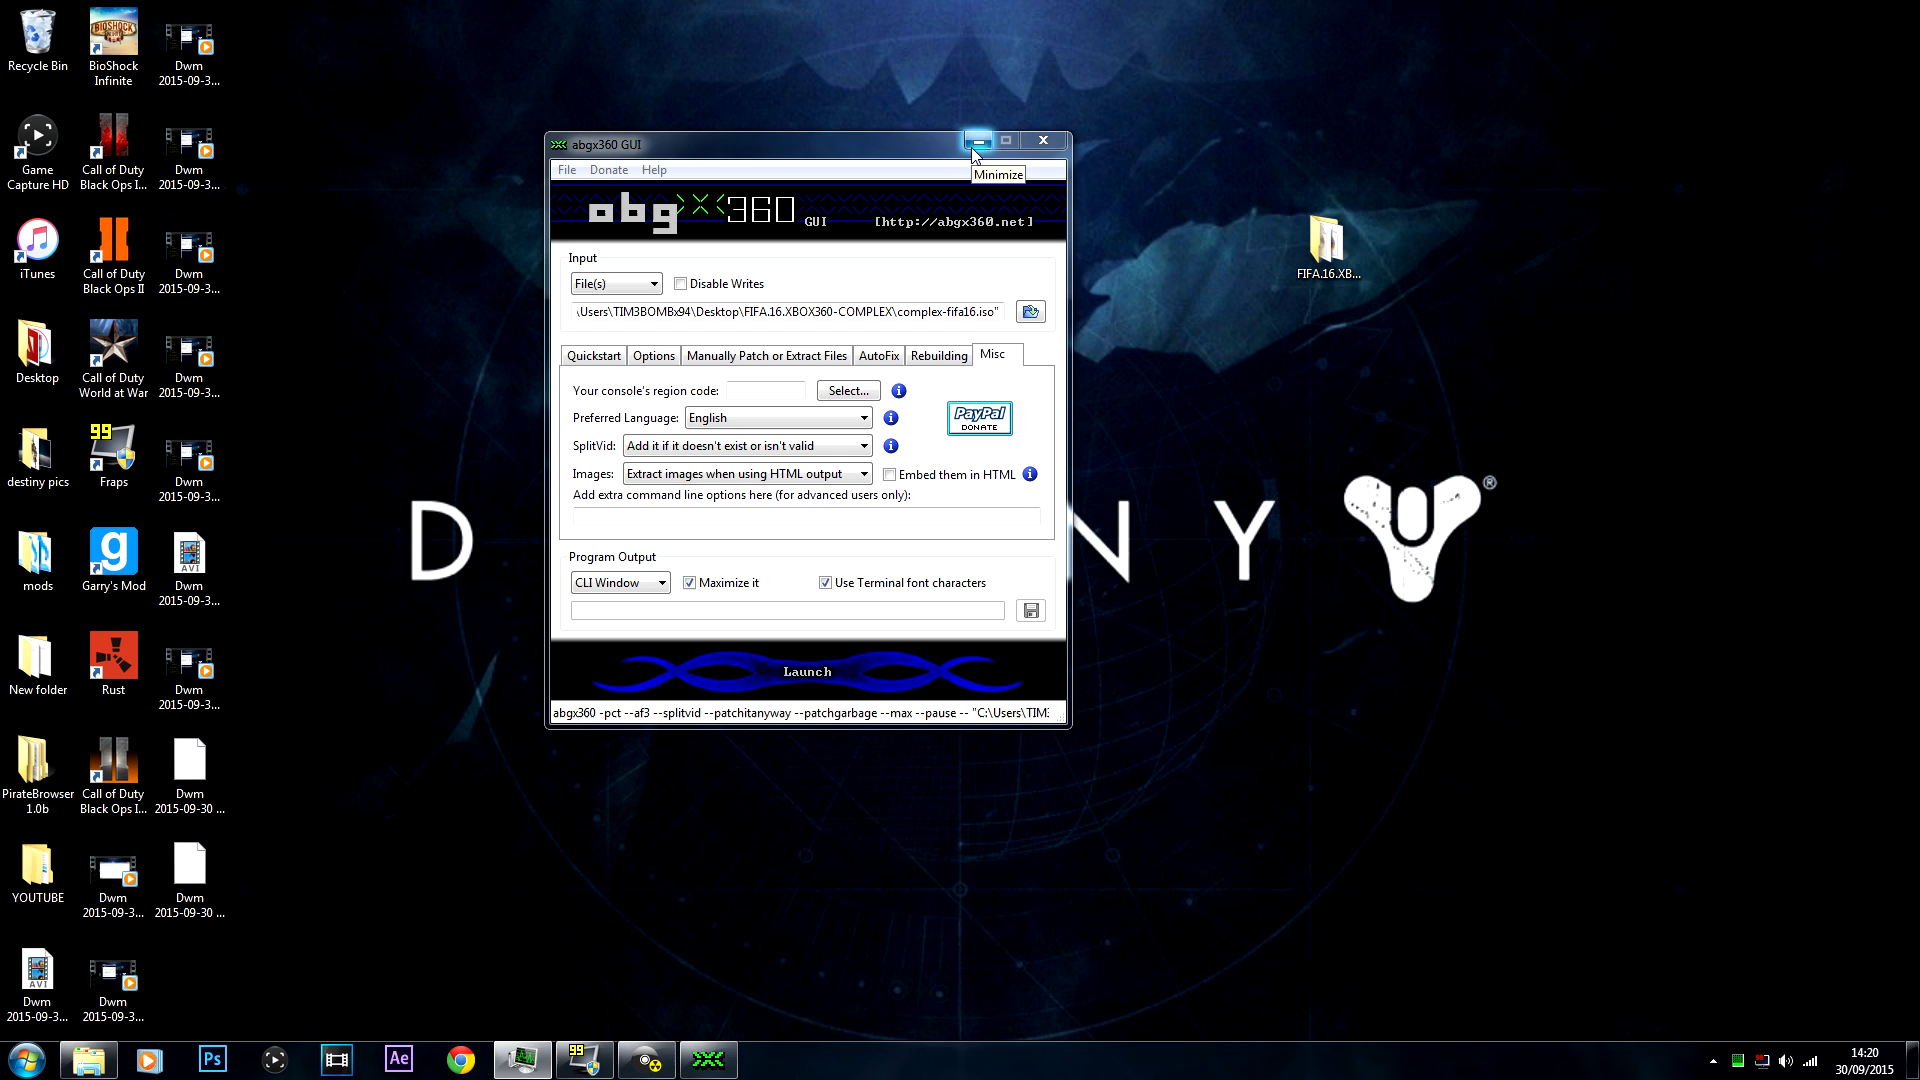 Recycle Bin
BioShock
Infinite
Dwm
2015-09-3...
Game
Capture HD
Call of Duty
Black Ops I...
Dwm
2015-09-3...
iTunes
Call of Duty
Black Ops II
Dwm
2015-09-3...
Desktop
Call of Duty
World at War
Dwm
2015-09-3...
destiny pics
99
Fraps
Dwm
2015-09-3...
mods
g
Garry's Mod
AVI
Dwm
2015-09-3...
New folder
Rust
Dwm
2015-09-3...
PirateBrowser
1.0b
Call of Duty
Black Ops I...
Dwm
2015-09-30 ...
YOUTUBE
Dwm
2015-09-3...
Dwm
2015-09-30 ...
AVI
Dwm
2015-09-3...
Dwm
2015-09-3...
abgx360 GUI
Minimize
File Donate Help
abgx360 GUI [http://abgx360.net]
Input
File(s) Disable Writes
\Users\TIM3BOMBx94\Desktop\FIFA.16.XBOX360-COMPLEX\complex-fifa16.iso"
Quickstart Options Manually Patch or Extract Files AutoFix Rebuilding Misc
Your console's region code: Select...
Preferred Language: English
PayPal
DONATE
SplitVid: Add it if it doesn't exist or isn't valid
Images: Extract images when using HTML output Embed them in HTML
Add extra command line options here (for advanced users only):
Program Output
CLI Window Maximize it Use Terminal font characters
Launch
abgx360 -pct --af3 --splitvid --patchitanyway --patchgarbage --max --pause -- "C:\Users\TIM3
FIFA.16.XB...
D N Y ®
Ps
Ae
99
14:20
30/09/2015